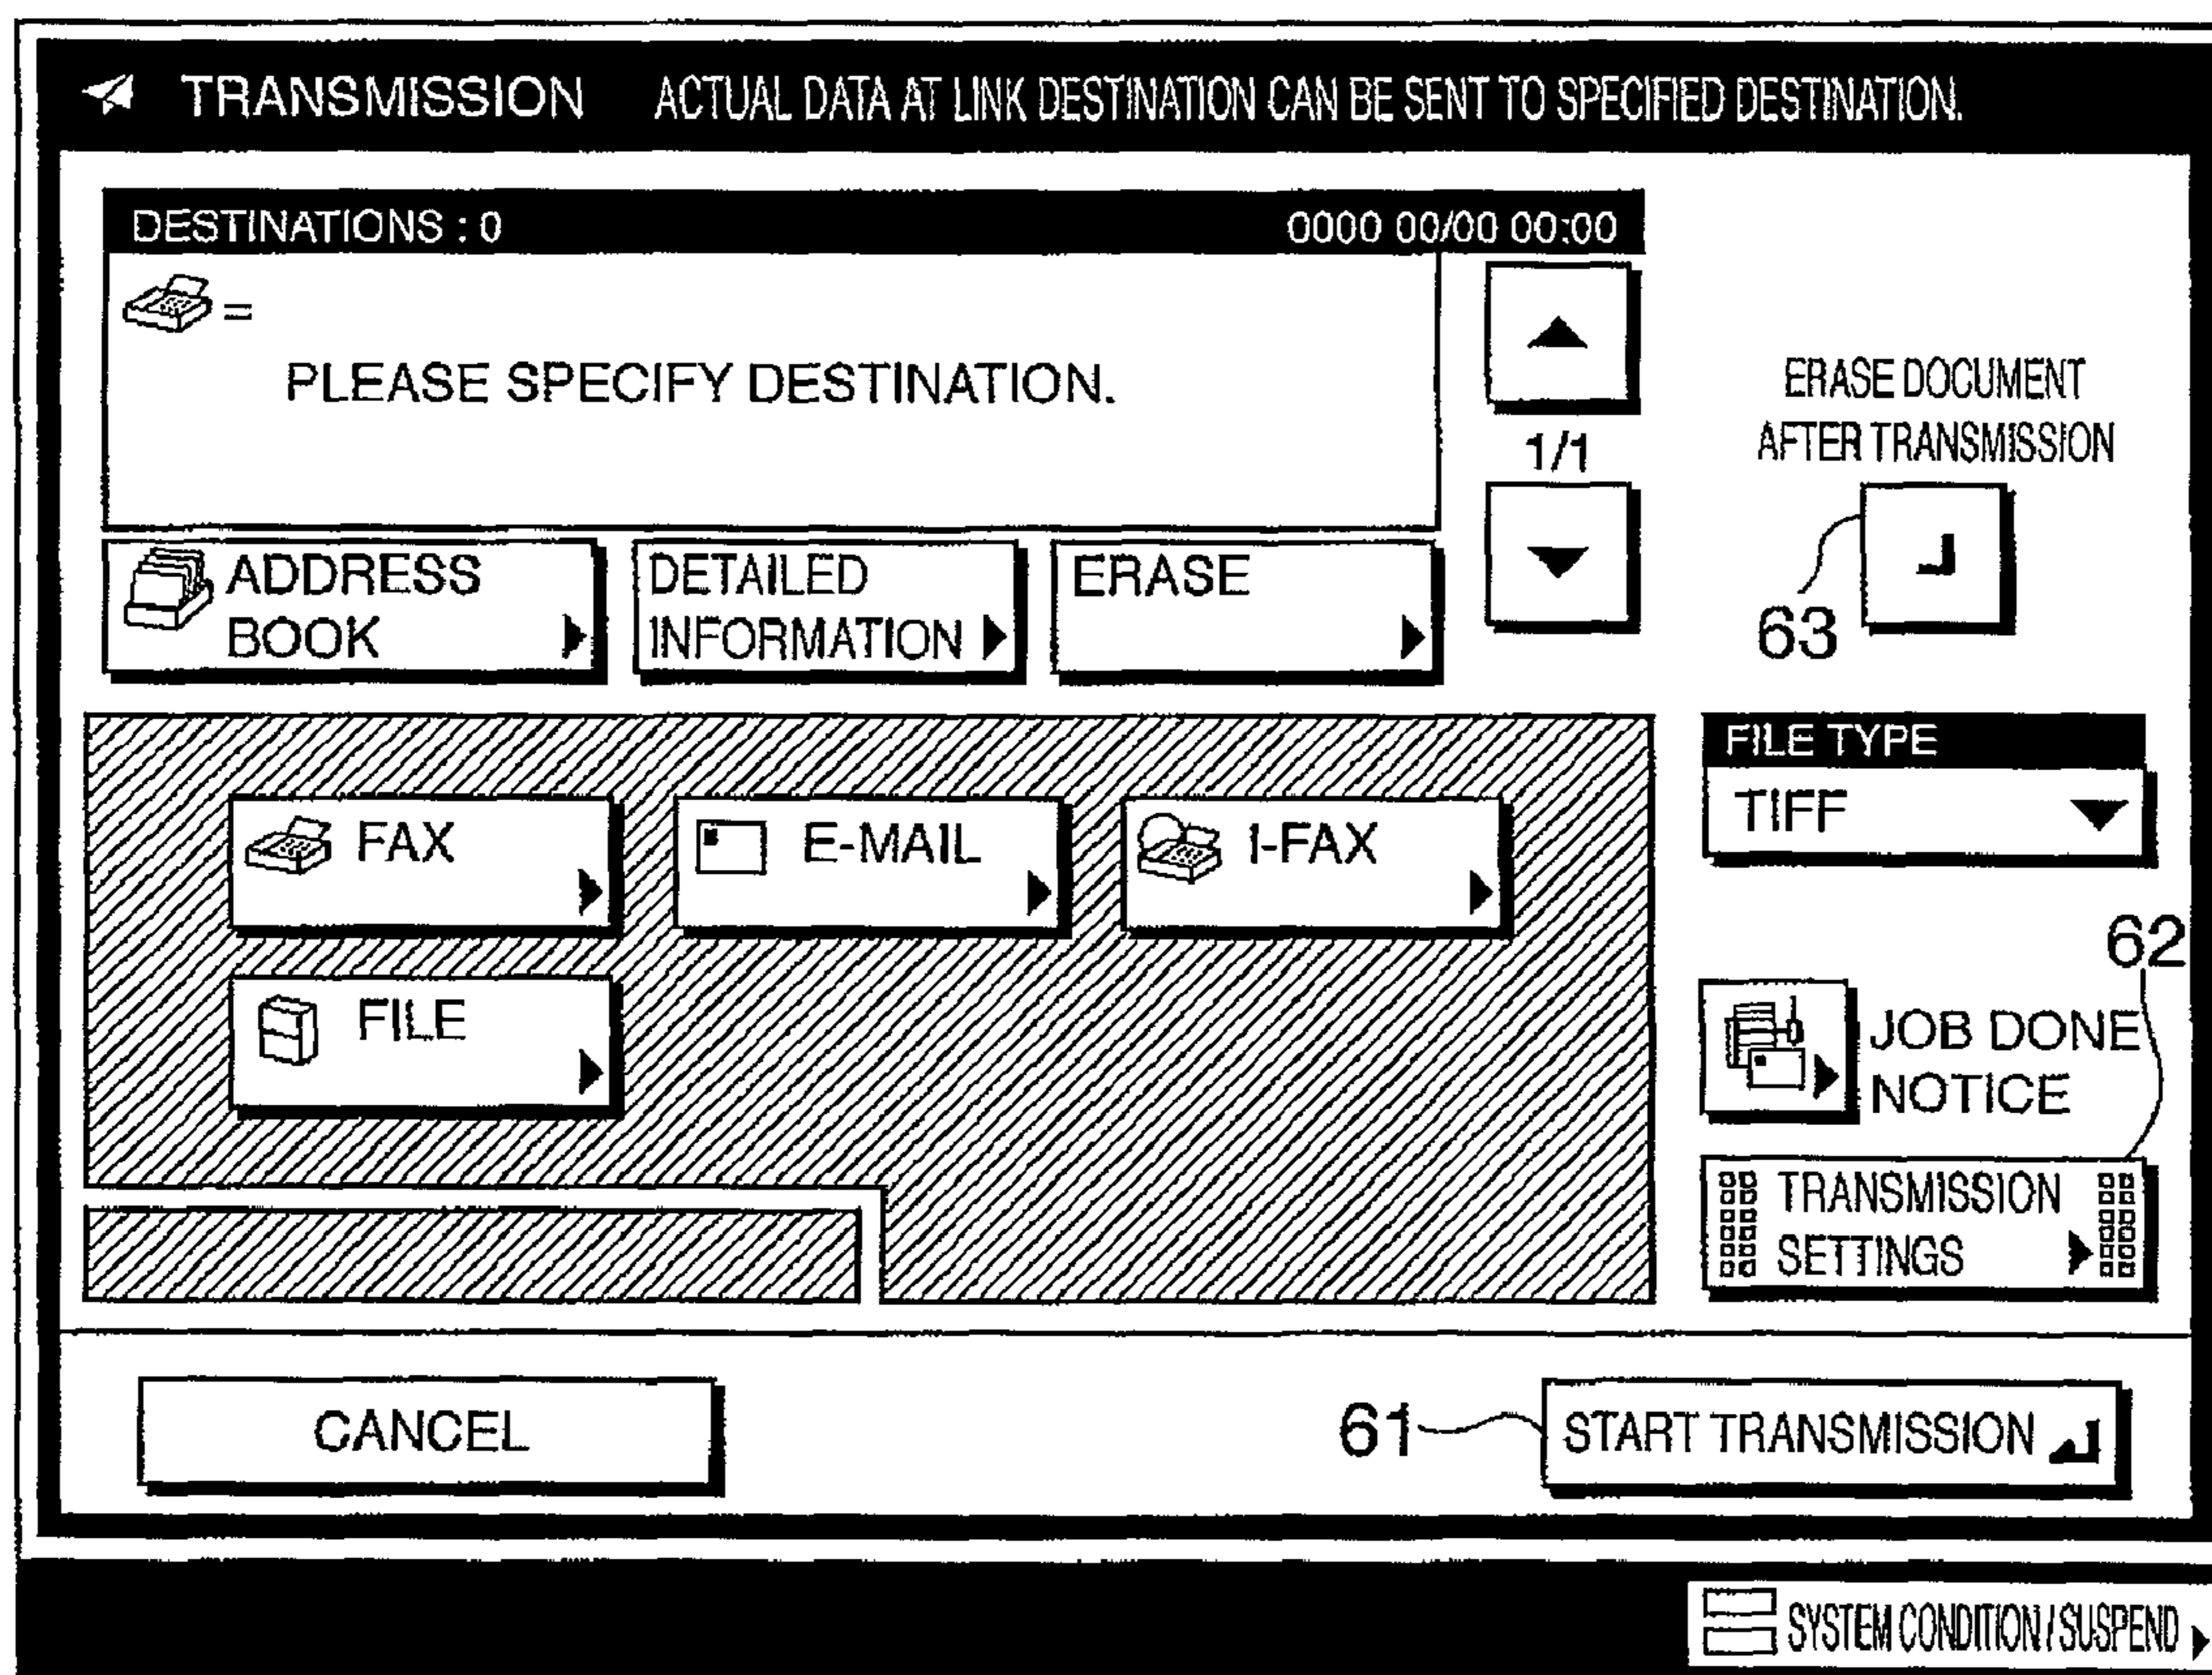 TRANSMISSION ACTUAL DATA AT LINK DESTINATION CAN BE SENT TO SPECIFIED DESTINATION.
DESTINATIONS : 0 0000 00/00 00:00
=
PLEASE SPECIFY DESTINATION.
1/1
ERASE DOCUMENT
AFTER TRANSMISSION
63
ADDRESS
BOOK
DETAILED
INFORMATION
ERASE
FILE TYPE
TIFF
FAX
E-MAIL
I-FAX
FILE
62
JOB DONE
NOTICE
TRANSMISSION
SETTINGS
CANCEL
61
START TRANSMISSION
SYSTEM CONDITION / SUSPEND